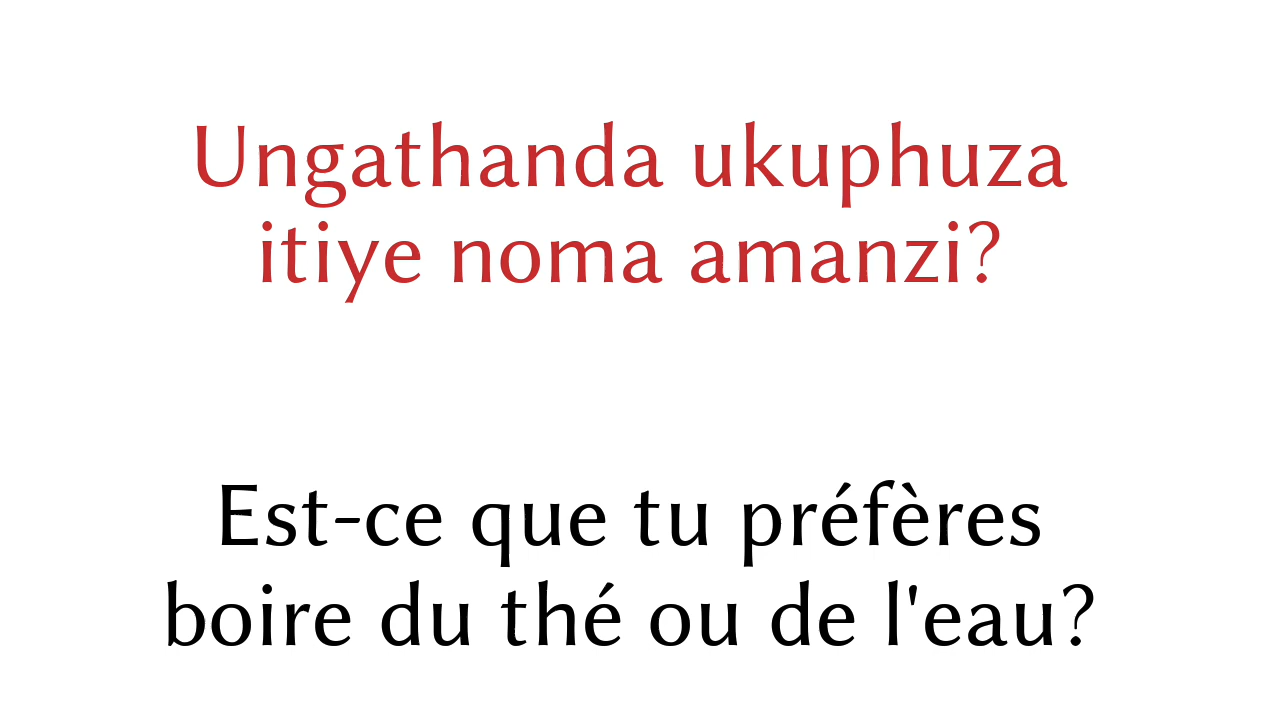 Ungathanda ukuphuza
itiye noma amanzi?
Est-ce que tu préfères
boire du thé ou de l'eau?